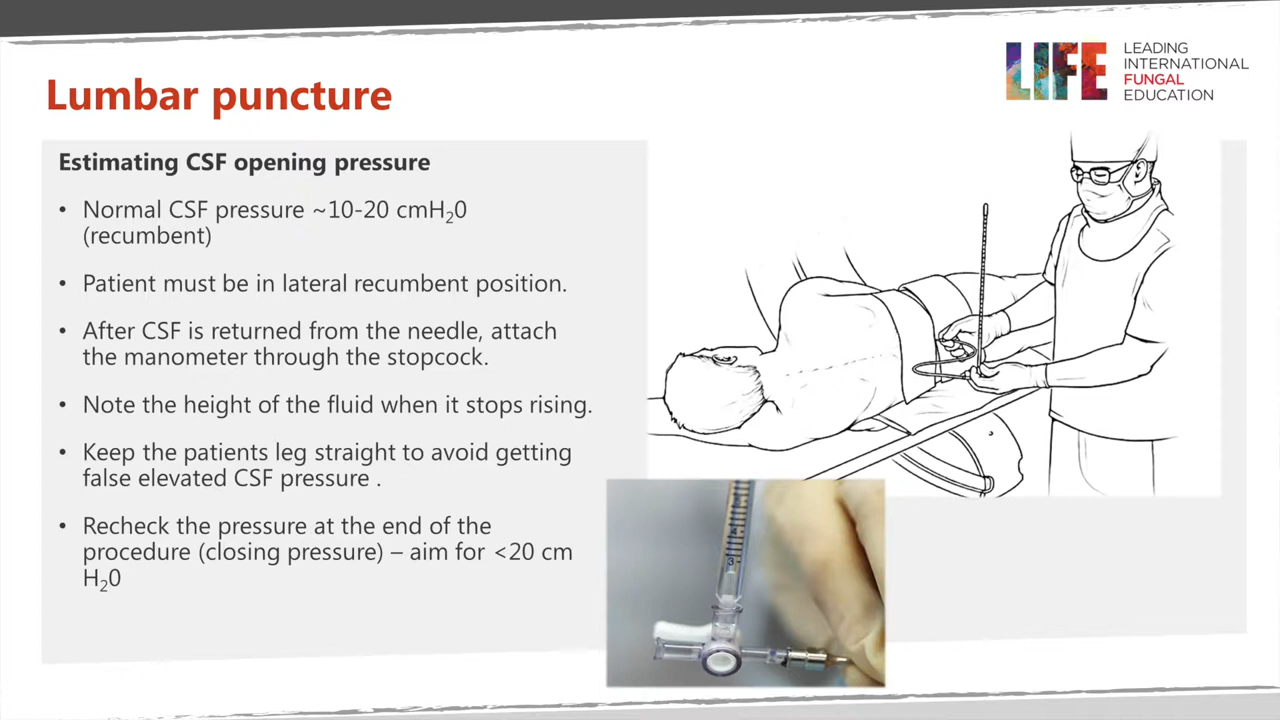 Lumbar puncture
LIFE
LEADING
INTERNATIONAL
FUNGAL
EDUCATION
Estimating CSF opening pressure
• Normal CSF pressure ~10-20 cmH₂0
(recumbent)
• Patient must be in lateral recumbent position.
• After CSF is returned from the needle, attach
the manometer through the stopcock.
• Note the height of the fluid when it stops rising.
• Keep the patients leg straight to avoid getting
false elevated CSF pressure .
• Recheck the pressure at the end of the
procedure (closing pressure) – aim for <20 cm
H₂0